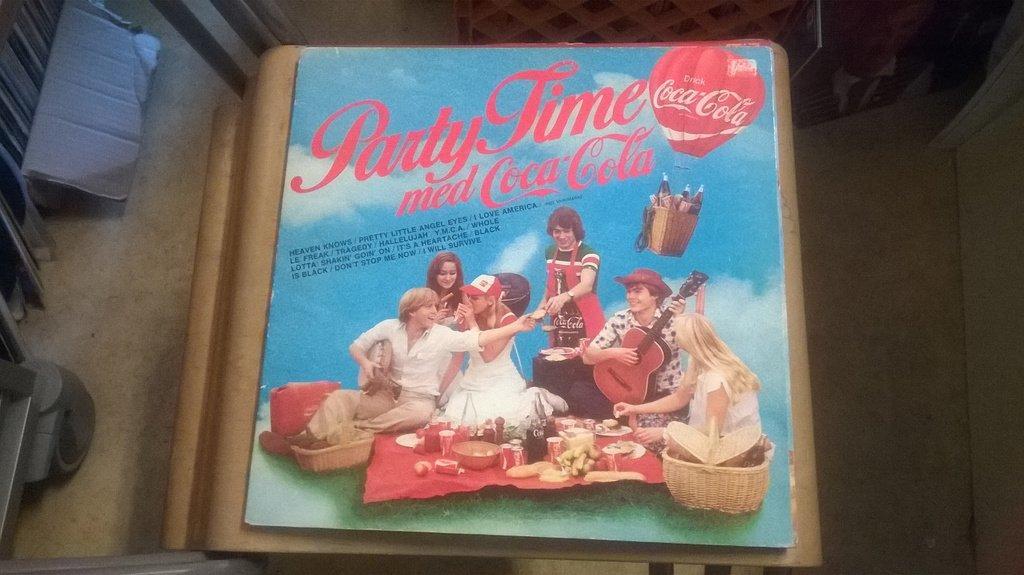 Party Time
med Coca-Cola
Drink
Coca-Cola
HEAVEN KNOWS / PRETTY LITTLE ANGEL EYES / I LOVE AMERICA
LE FREAK / TRAGEDY / HALLELUJAH Y.M.C.A. / WHOLE
LOTTA SHAKIN' GOIN' ON / IT'S A HEARTACHE / BLACK
IS BLACK / DON'T STOP ME NOW / I WILL SURVIVE
Coca-Cola